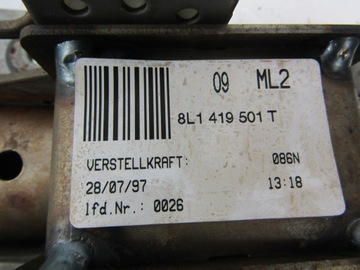 09 ML2
8L1 419 501 T
VERSTELLKRAFT: 086N
28/07/97 13:18
lfd.Nr.: 0026